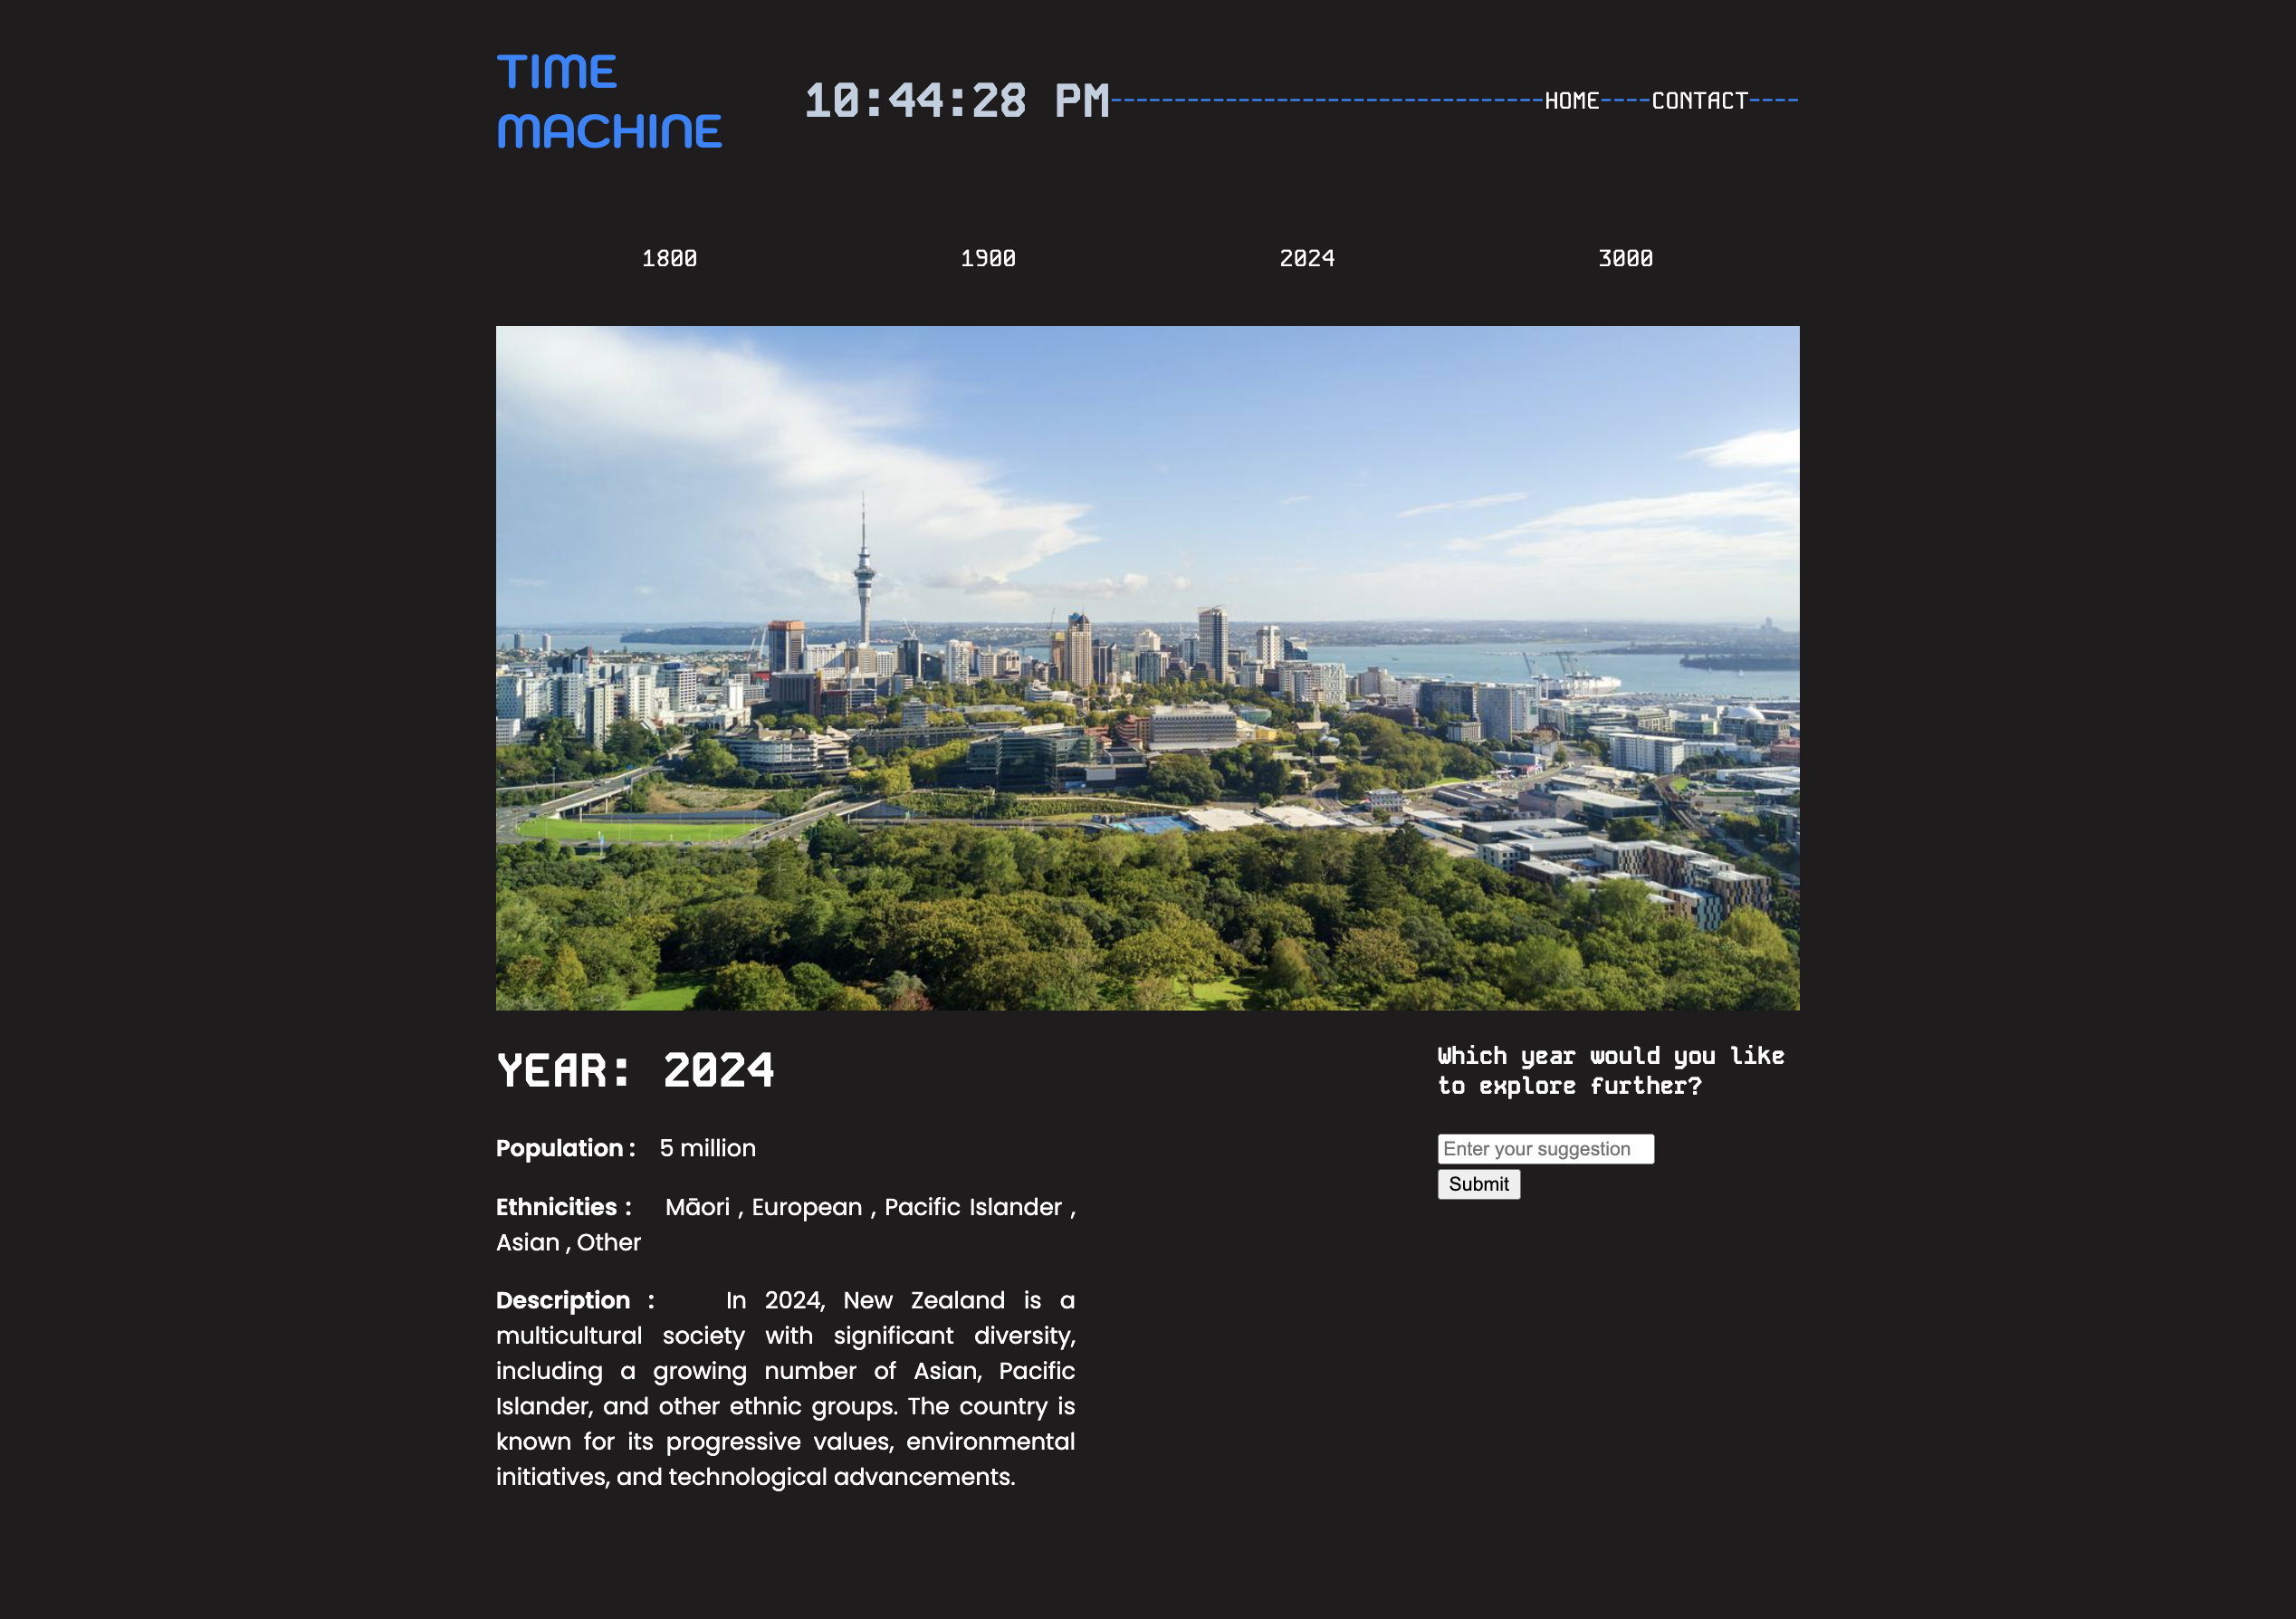 TIME
MACHINE
10:44:28 PM----------------------------------HOME----CONTACT----
1800 1900 2024 3000
YEAR: 2024
Population : 5 million
Ethnicities : Māori , European , Pacific Islander ,
Asian , Other
Description : In 2024, New Zealand is a
multicultural society with significant diversity,
including a growing number of Asian, Pacific
Islander, and other ethnic groups. The country is
known for its progressive values, environmental
initiatives, and technological advancements.
Which year would you like
to explore further?
Enter your suggestion
Submit